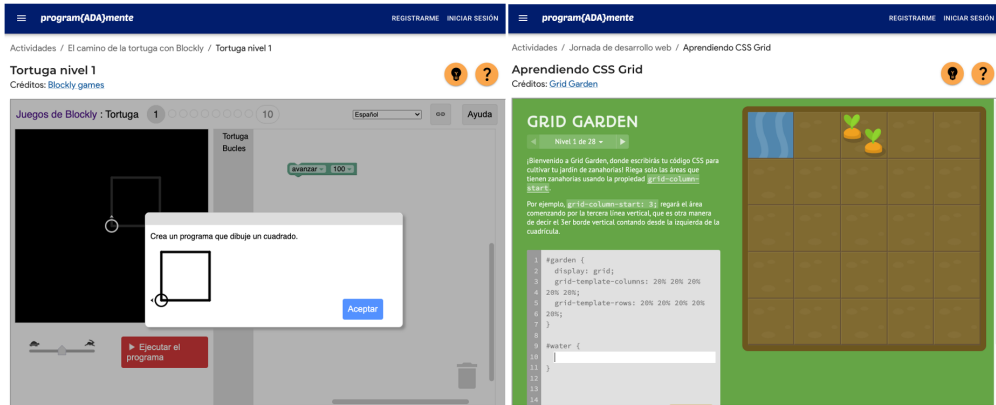 program{ADA}mente
REGISTRARME INICIAR SESIÓN
Actividades / El camino de la tortuga con Blockly / Tortuga nivel 1
Tortuga nivel 1
Créditos: Blockly games
?
Juegos de Blockly : Tortuga 1 10
Español
Ayuda
Tortuga
Bucles
avanzar 100
Crea un programa que dibuje un cuadrado.
Aceptar
Ejecutar el
programa
program{ADA}mente
REGISTRARME INICIAR SESIÓN
Actividades / Jornada de desarrollo web / Aprendiendo CSS Grid
Aprendiendo CSS Grid
Créditos: Grid Garden
?
GRID GARDEN
Nivel 1 de 28
¡Bienvenido a Grid Garden, donde escribirás tu código CSS para
cultivar tu jardín de zanahorias! Riega solo las áreas que
tienen zanahorias usando la propiedad grid-column-
start.
Por ejemplo, grid-column-start: 3; regará el área
comenzando por la tercera línea vertical, que es otra manera
de decir el 3er borde vertical contando desde la izquierda de la
cuadrícula.
1 #garden {
2 display: grid;
3 grid-template-columns: 20% 20% 20%
4 20% 20%;
5 grid-template-rows: 20% 20% 20% 20%
6 20%;
7 }
8
9 #water {
10
11 }
12
13
14